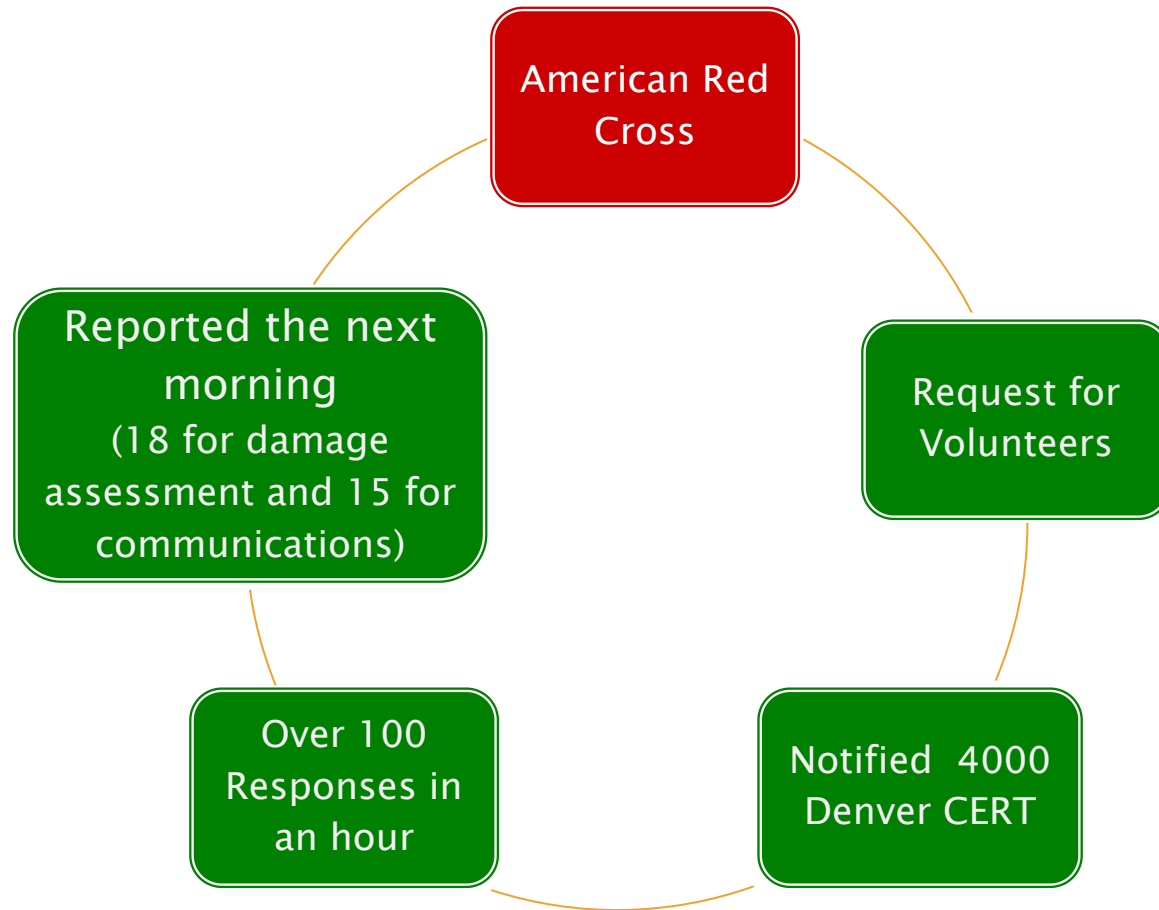 American Red
Cross
Request for
Volunteers
Notified 4000
Denver CERT
Over 100
Responses in
an hour
Reported the next
morning
(18 for damage
assessment and 15 for
communications)